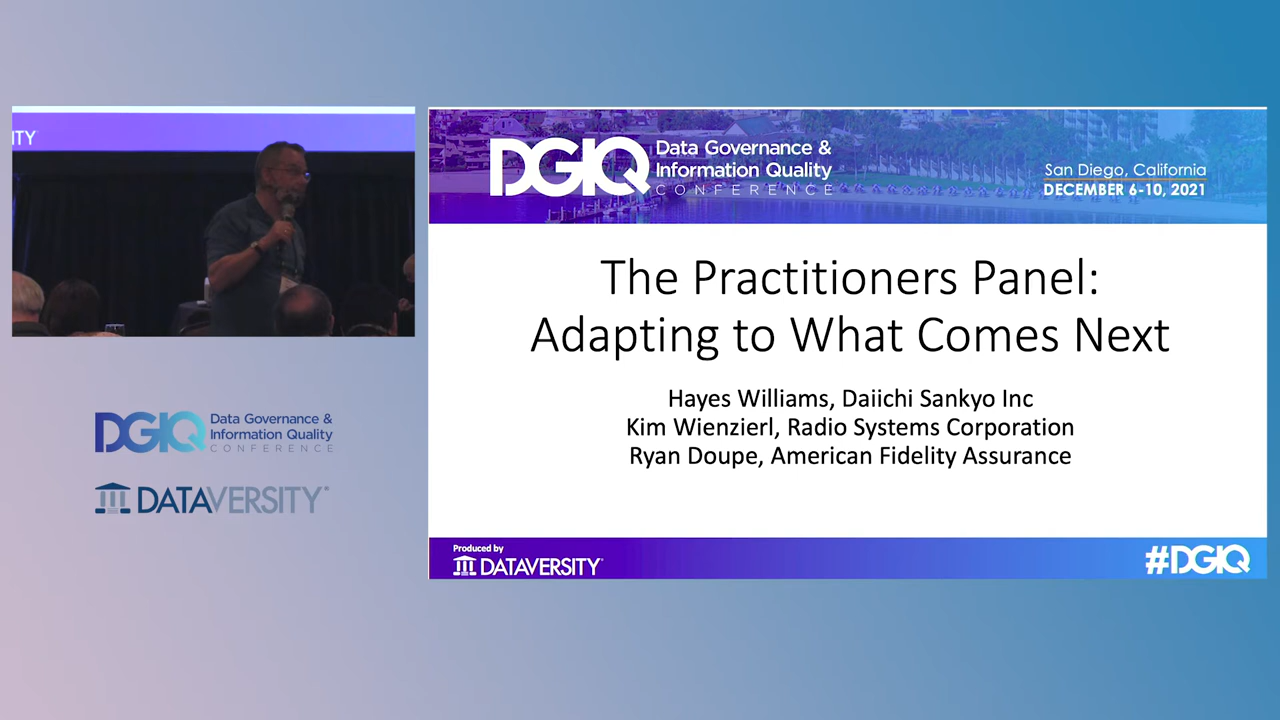 ITY
DGIQ Data Governance &
Information Quality
CONFERENCE
San Diego, California
DECEMBER 6-10, 2021
The Practitioners Panel:
Adapting to What Comes Next
Hayes Williams, Daiichi Sankyo Inc
Kim Wienzierl, Radio Systems Corporation
Ryan Doupe, American Fidelity Assurance
Produced by
DATAVERSITY
#DGIQ
DGIQ Data Governance &
Information Quality
CONFERENCE
DATAVERSITY